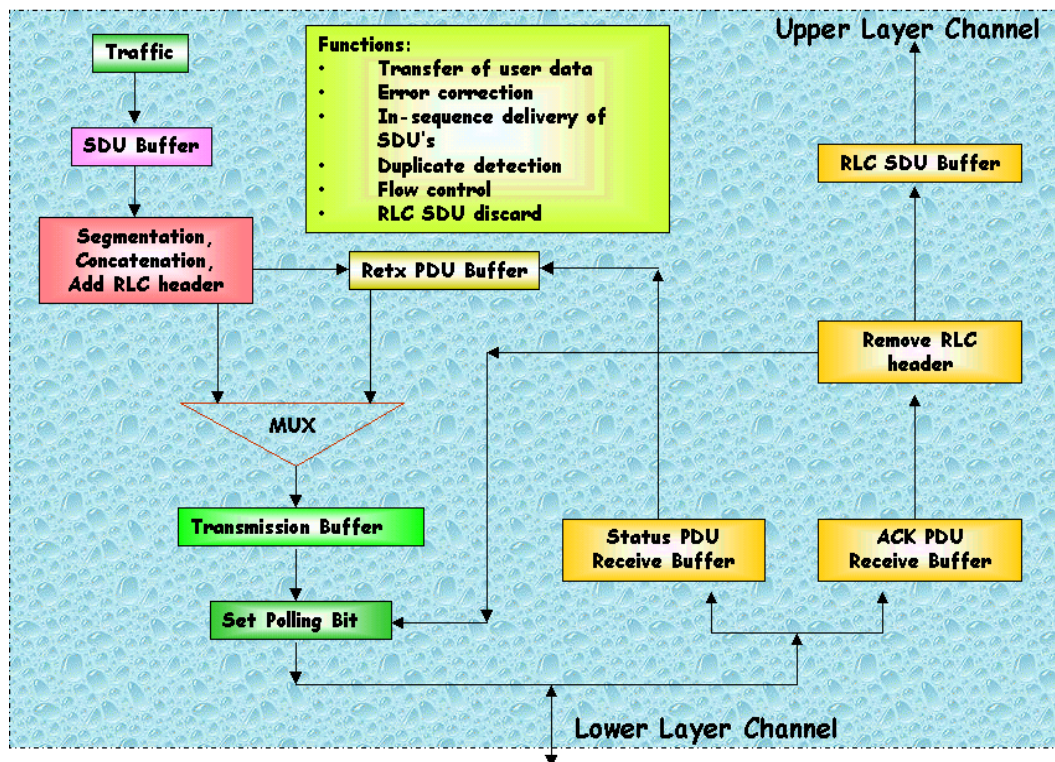 Upper Layer Channel
Traffic
Functions:
• Transfer of user data
• Error correction
• In-sequence delivery of
SDU's
• Duplicate detection
• Flow control
• RLC SDU discard
SDU Buffer
RLC SDU Buffer
Segmentation,
Concatenation,
Add RLC header
Retx PDU Buffer
Remove RLC
header
MUX
Transmission Buffer
Status PDU
Receive Buffer
ACK PDU
Receive Buffer
Set Polling Bit
Lower Layer Channel